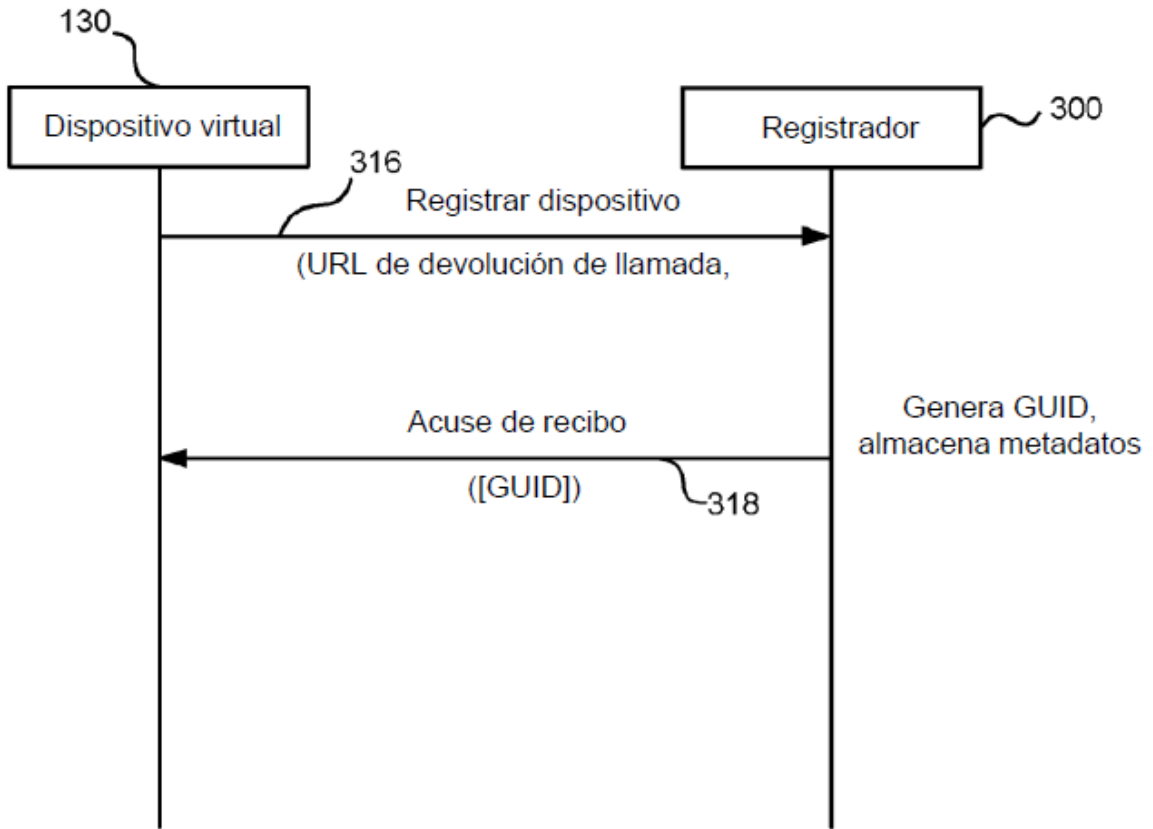 130
Dispositivo virtual
Registrador
300
316
Registrar dispositivo
(URL de devolución de llamada,
Acuse de recibo
Genera GUID,
almacena metadatos
([GUID])
318